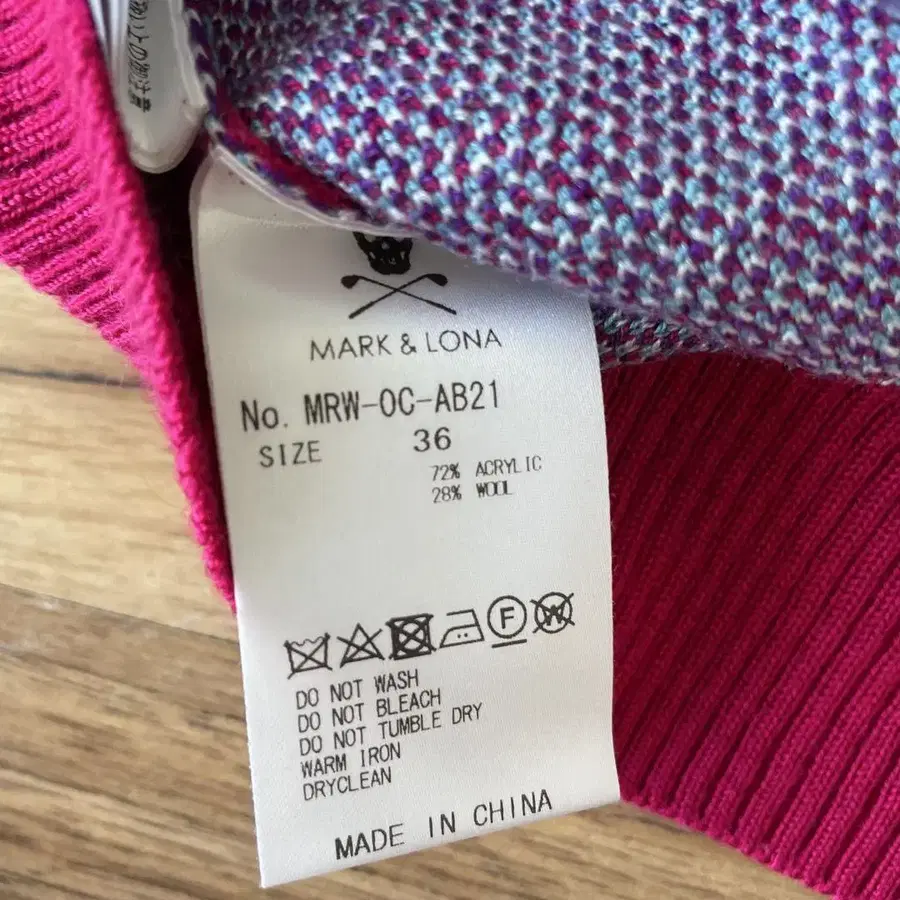 MARK & LONA
No. MRW-OC-AB21
SIZE 36
72% ACRYLIC
28% WOOL
F W
DO NOT WASH
DO NOT BLEACH
DO NOT TUMBLE DRY
WARM IRON
DRYCLEAN
MADE IN CHINA